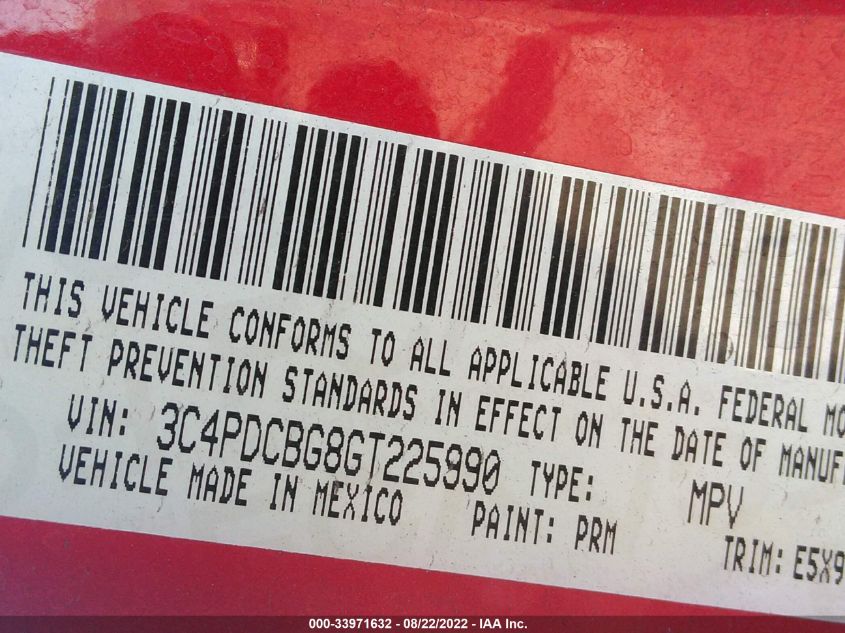 THIS VEHICLE CONFORMS TO ALL APPLICABLE U.S.A. FEDERAL MO
THEFT PREVENTION STANDARDS IN EFFECT ON THE DATE OF MANUF
VIN: 3C4PDCBG8GT225990 TYPE: MPV
VEHICLE MADE IN MEXICO PAINT: PRM TRIM: E5X9
000-33971632 - 08/22/2022 - IAA Inc.